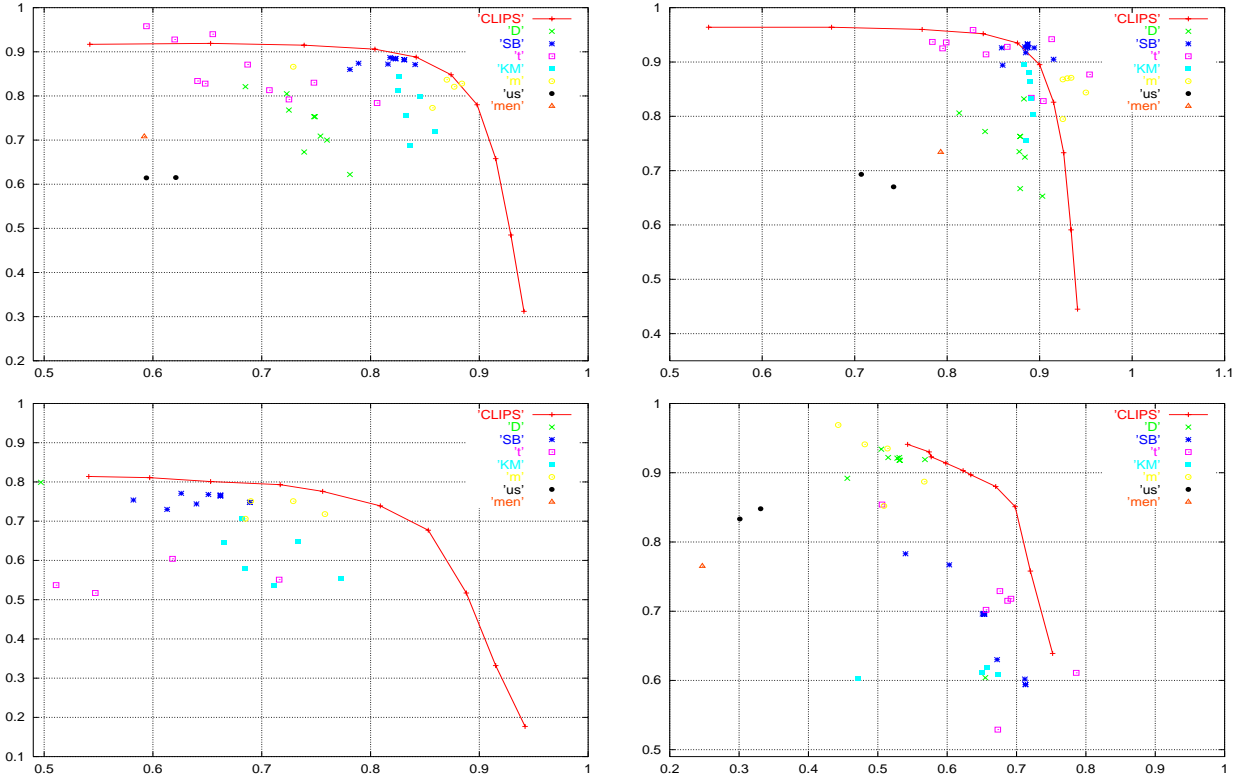 1
0.9
0.8
0.7
0.6
0.5
0.4
0.3
0.2
0.5 0.6 0.7 0.8 0.9 1
'CLIPS'
'D'
'SB'
't'
'KM'
'm'
'us'
'men'
1
0.9
0.8
0.7
0.6
0.5
0.4
0.5 0.6 0.7 0.8 0.9 1 1.1
'CLIPS'
'D'
'SB'
't'
'KM'
'm'
'us'
'men'
1
0.9
0.8
0.7
0.6
0.5
0.4
0.3
0.2
0.1
0.5 0.6 0.7 0.8 0.9 1
'CLIPS'
'D'
'SB'
't'
'KM'
'm'
'us'
'men'
1
0.9
0.8
0.7
0.6
0.5
0.2 0.3 0.4 0.5 0.6 0.7 0.8 0.9 1
'CLIPS'
'D'
'SB'
't'
'KM'
'm'
'us'
'men'